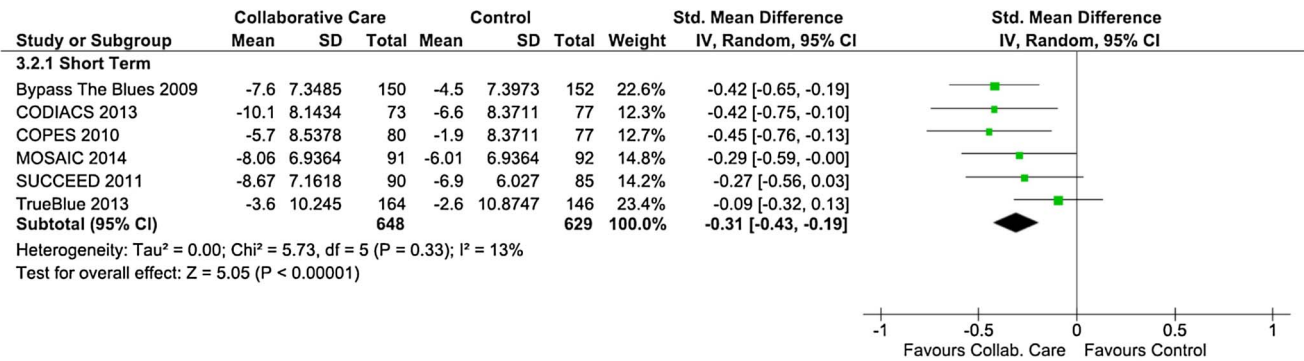 Collaborative Care Control Std. Mean Difference Std. Mean Difference
Study or Subgroup Mean SD Total Mean SD Total Weight IV, Random, 95% CI IV, Random, 95% CI
3.2.1 Short Term
Bypass The Blues 2009 -7.6 7.3485 150 -4.5 7.3973 152 22.6% -0.42 [-0.65, -0.19]
CODIACS 2013 -10.1 8.1434 73 -6.6 8.3711 77 12.3% -0.42 [-0.75, -0.10]
COPES 2010 -5.7 8.5378 80 -1.9 8.3711 77 12.7% -0.45 [-0.76, -0.13]
MOSAIC 2014 -8.06 6.9364 91 -6.01 6.9364 92 14.8% -0.29 [-0.59, -0.00]
SUCCEED 2011 -8.67 7.1618 90 -6.9 6.027 85 14.2% -0.27 [-0.56, 0.03]
TrueBlue 2013 -3.6 10.245 164 -2.6 10.8747 146 23.4% -0.09 [-0.32, 0.13]
Subtotal (95% CI) 648 629 100.0% -0.31 [-0.43, -0.19]
Heterogeneity: Tau² = 0.00; Chi² = 5.73, df = 5 (P = 0.33); I² = 13%
Test for overall effect: Z = 5.05 (P < 0.00001)
-1 -0.5 0 0.5 1
Favours Collab. Care Favours Control